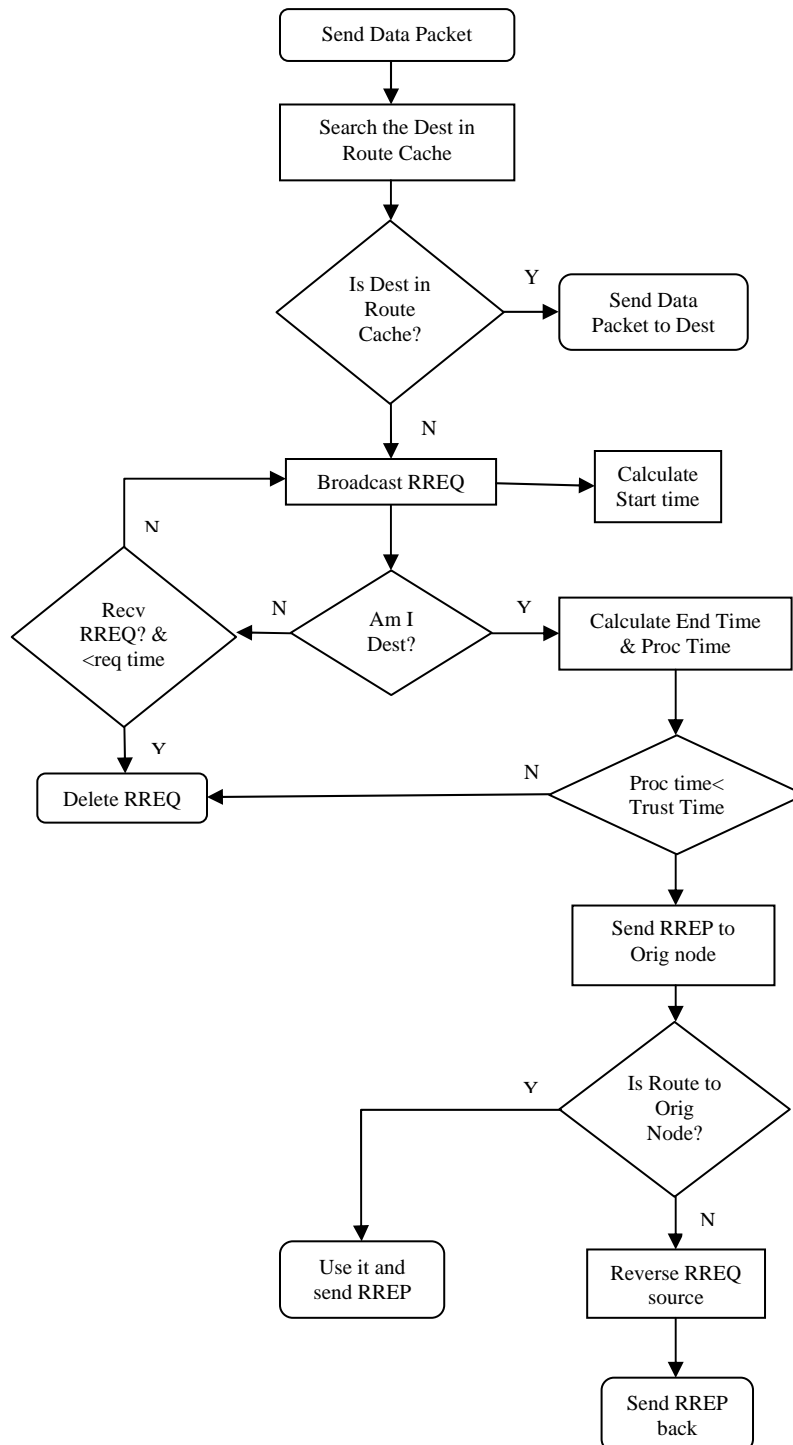 Send Data Packet
Search the Dest in
Route Cache
Is Dest in
Route
Cache?
Y
Send Data
Packet to Dest
N
Broadcast RREQ
Calculate
Start time
N
Recv
RREQ? &
<req time
N
Am I
Dest?
Y
Calculate End Time
& Proc Time
Y
Delete RREQ
N
Proc time<
Trust Time
Send RREP to
Orig node
Y
Is Route to
Orig
Node?
N
Use it and
send RREP
Reverse RREQ
source
Send RREP
back